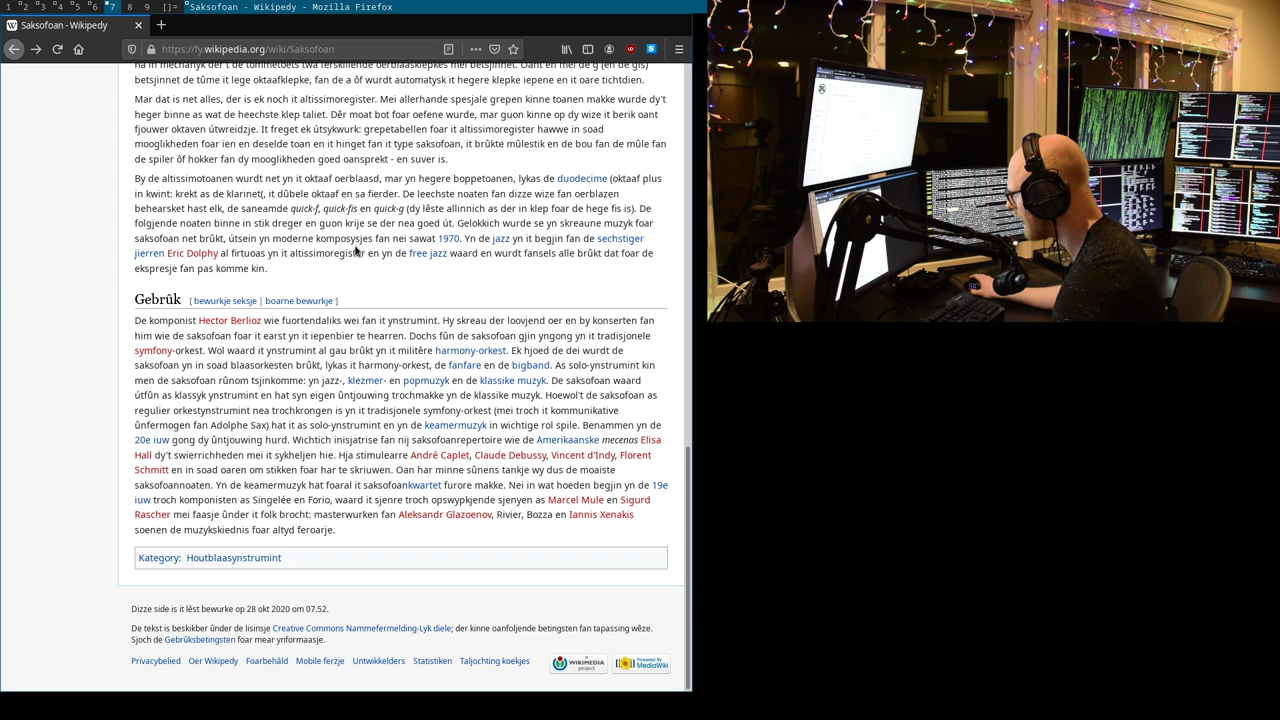 1 2 3 4 5 6 7 8 9 []= Saksofoan - Wikipedy - Mozilla Firefox
Saksofoan - Wikipedy
https://fy.wikipedia.org/wiki/Saksofoan
betsjinnet de tûme it lege oktaafklepke, fan de a ôf wurdt automatysk it hegere klepke iepene en it oare tichtdien.
Mar dat is net alles, der is ek noch it altissimoregister. Mei allerhande spesjale grepen kinne toanen makke wurde dy't
heger binne as wat de heechste klep taliet. Dêr moat bot foar oefene wurde, mar guon kinne op dy wize it berik oant
fjouwer oktaven útwreidzje. It freget ek útsykwurk: grepetabellen foar it altissimoregister hawwe in soad
mooglikheden foar ien en deselde toan en it hinget fan it type saksofoan, it brûkte mûlestik en de bou fan de mûle fan
de spiler ôf hokker fan dy mooglikheden goed oansprekt - en suver is.
By de altissimotoanen wurdt net yn it oktaaf oerblaasd, mar yn hegere boppetoanen, lykas de duodecime (oktaaf plus
in kwint: krekt as de klarinet(, it dûbele oktaaf en sa fierder. De leechste noaten fan dizze wize fan oerblazen
behearsket hast elk, de saneamde quick-f, quick-fis en quick-g (dy lêste allinnich as der in klep foar de hege fis is). De
folgjende noaten binne in stik dreger en guon krije se der nea goed út. Gelokkich wurde se yn skreaune muzyk foar
saksofoan net brûkt, útsein yn moderne komposysjes fan nei sawat 1970. Yn de jazz yn it begjin fan de sechstiger
jierren Eric Dolphy al firtuoas yn it altissimoregister en yn de free jazz waard en wurdt fansels alle brûkt dat foar de
ekspresje fan pas komme kin.
Gebrûk [ bewurkje seksje | boarne bewurkje ]
De komponist Hector Berlioz wie fuortendaliks wei fan it ynstrumint. Hy skreau der loovjend oer en by konserten fan
him wie de saksofoan foar it earst yn it iepenbier te hearren. Dochs fûn de saksofoan gjin yngong yn it tradisjonele
symfony-orkest. Wol waard it ynstrumint al gau brûkt yn it militêre harmony-orkest. Ek hjoed de dei wurdt de
saksofoan yn in soad blaasorkesten brûkt, lykas it harmony-orkest, de fanfare en de bigband. As solo-ynstrumint kin
men de saksofoan rûnom tsjinkomme: yn jazz-, klezmer- en popmuzyk en de klassike muzyk. De saksofoan waard
útfûn as klassyk ynstrumint en hat syn eigen ûntjouwing trochmakke yn de klassike muzyk. Hoewol't de saksofoan as
regulier orkestynstrumint nea trochkrongen is yn it tradisjonele symfony-orkest (mei troch it kommunikative
ûnfermogen fan Adolphe Sax) hat it as solo-ynstrumint en yn de keamermuzyk in wichtige rol spile. Benammen yn de
20e iuw gong dy ûntjouwing hurd. Wichtich inisjatrise fan nij saksofoanrepertoire wie de Amerikaanske mecenas Elisa
Hall dy't swierrichheden mei it sykheljen hie. Hja stimulearre André Caplet, Claude Debussy, Vincent d'Indy, Florent
Schmitt en in soad oaren om stikken foar har te skriuwen. Oan har minne sûnens tankje wy dus de moaiste
saksofoannoaten. Yn de keamermuzyk hat foaral it saksofoankwartet furore makke. Nei in wat hoeden begjin yn de 19e
iuw troch komponisten as Singelée en Forio, waard it sjenre troch opswypkjende sjenyen as Marcel Mule en Sigurd
Rascher mei faasje ûnder it folk brocht: masterwurken fan Aleksandr Glazoenov, Rivier, Bozza en Iannis Xenakis
soenen de muzykskiednis foar altyd feroarje.
Kategory: Houtblaasynstrumint
Dizze side is it lêst bewurke op 28 okt 2020 om 07.52.
De tekst is beskikber ûnder de lisinsje Creative Commons Nammefermelding-Lyk diele; der kinne oanfoljende betingsten fan tapassing wêze.
Sjoch de Gebrûksbetingsten foar mear ynformaasje.
Privacybelied Oer Wikipedy Foarbehâld Mobile ferzje Untwikkelders Statistiken Taljochting koekjes
A WIKIMEDIA project
Powered By MediaWiki